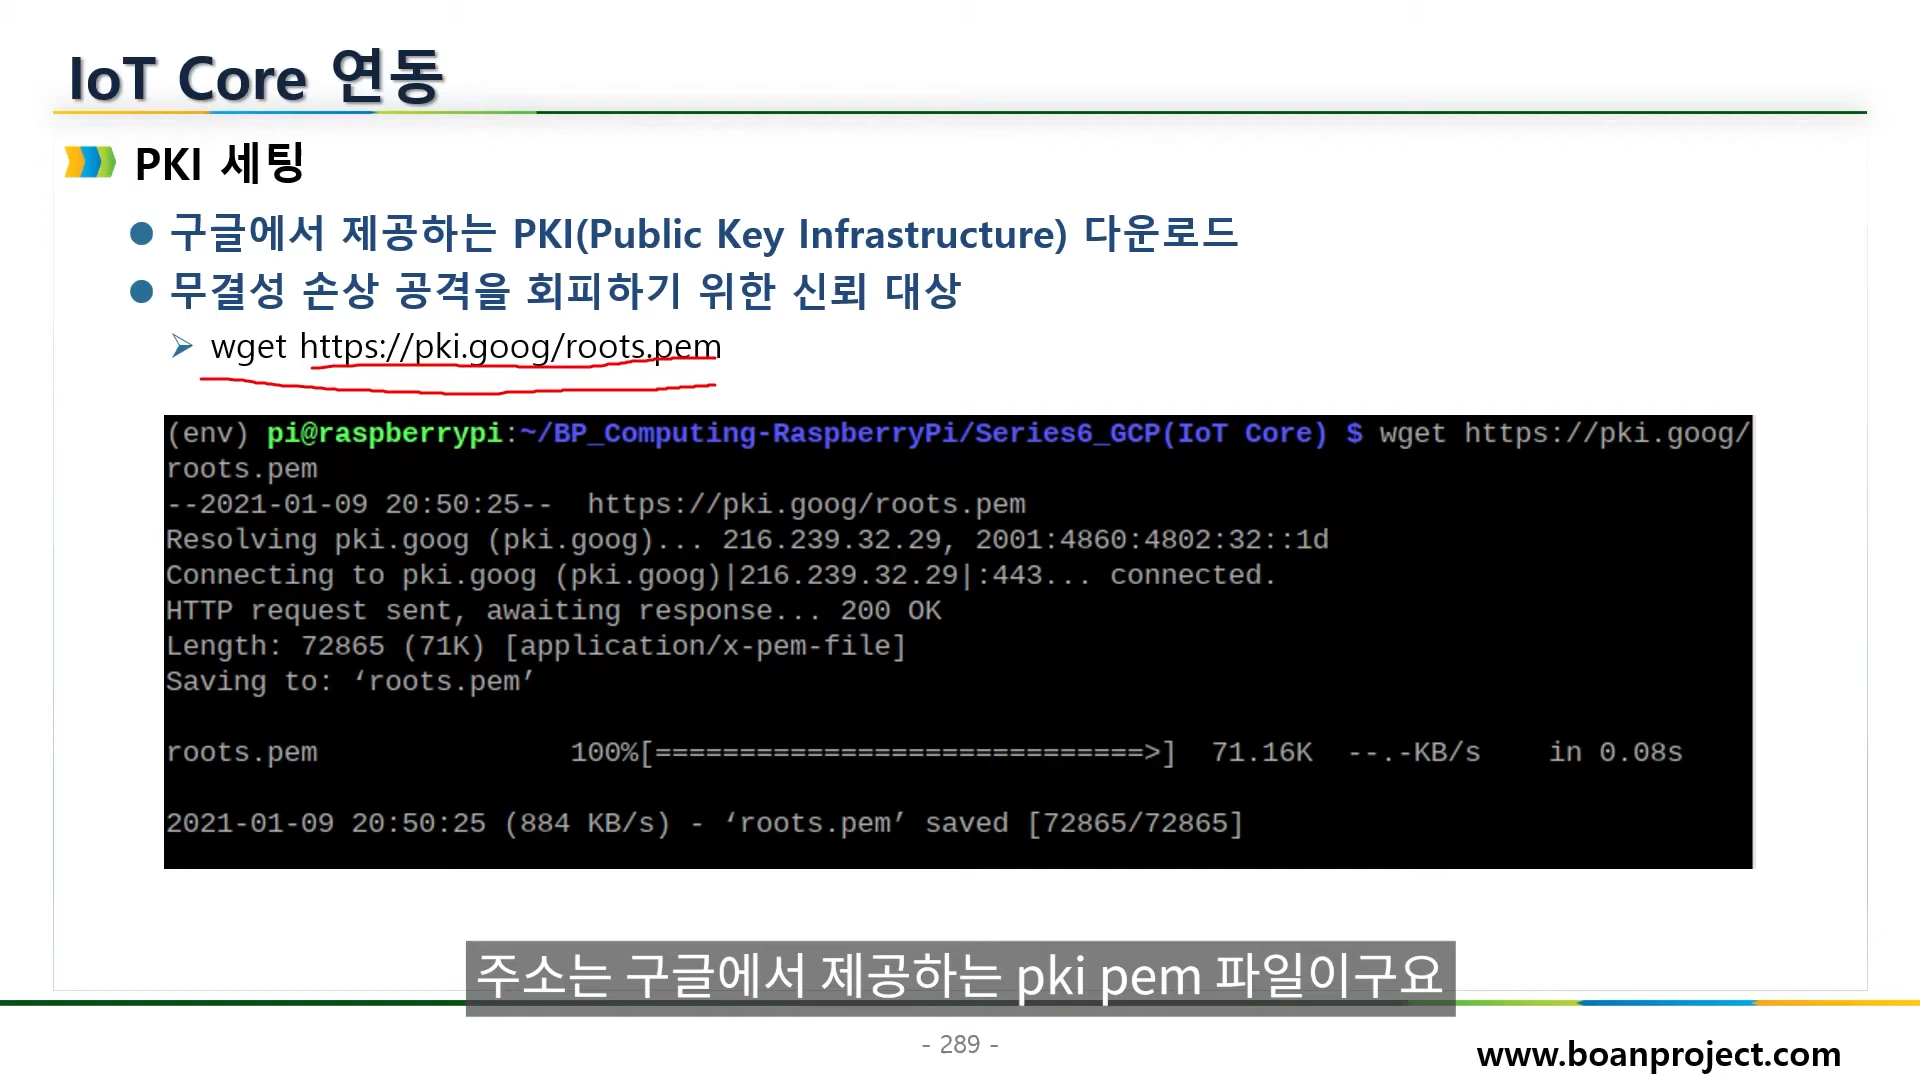 IoT Core 연동
PKI 세팅
구글에서 제공하는 PKI(Public Key Infrastructure) 다운로드
무결성 손상 공격을 회피하기 위한 신뢰 대상
wget https://pki.goog/roots.pem
(env) pi@raspberrypi:~/BP_Computing-RaspberryPi/Series6_GCP(IoT Core) $ wget https://pki.goog/
roots.pem
--2021-01-09 20:50:25--  https://pki.goog/roots.pem
Resolving pki.goog (pki.goog)... 216.239.32.29, 2001:4860:4802:32::1d
Connecting to pki.goog (pki.goog)|216.239.32.29|:443... connected.
HTTP request sent, awaiting response... 200 OK
Length: 72865 (71K) [application/x-pem-file]
Saving to: ‘roots.pem’
roots.pem 100%[=============================>] 71.16K --.-KB/s in 0.08s
2021-01-09 20:50:25 (884 KB/s) - ‘roots.pem’ saved [72865/72865]
주소는 구글에서 제공하는 pki pem 파일이구요
- 289 -
www.boanproject.com